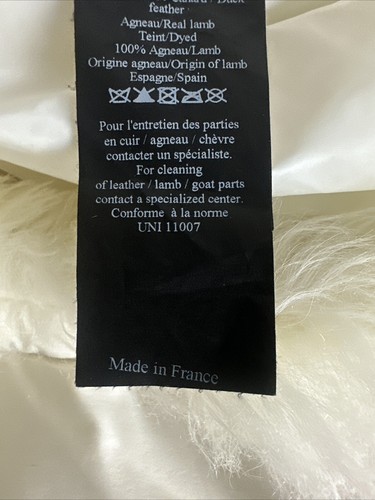 feather
Agneau/Real lamb
Teint/Dyed
100% Agneau/Lamb
Origine agneau/Origin of lamb
Espagne/Spain
Pour l'entretien des parties
en cuir / agneau / chèvre
contacter un spécialiste.
For cleaning
of leather / lamb / goat parts
contact a specialized center.
Conforme à la norme
UNI 11007
Made in France